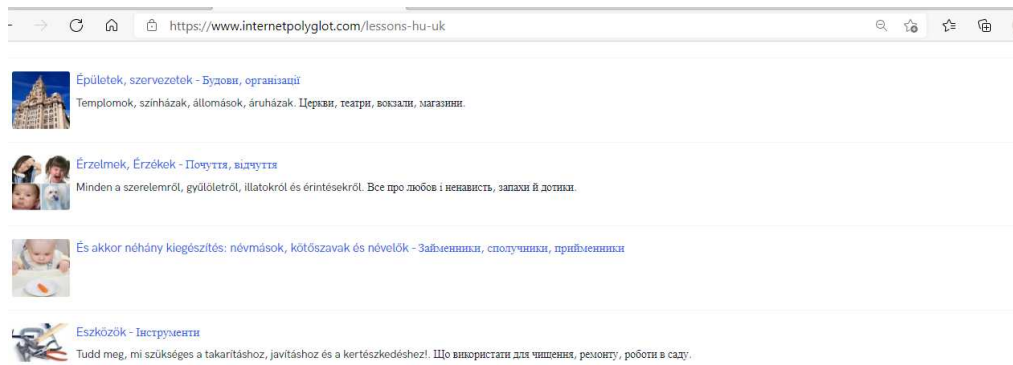 https://www.internetpolyglot.com/lessons-hu-uk
Épületek, szervezetek - Будови, організації
Templomok, színházak, állomások, áruházak. Церкви, театри, вокзали, магазини.
Érzelmek, Érzékek - Почуття, відчуття
Minden a szerelemről, gyűlöletről, illatokról és érintésekről. Все про любов і ненависть, запахи й дотики.
És akkor néhány kiegészítés: névmások, kötőszavak és névelők - Займенники, сполучники, прийменники
Eszközök - Інструменти
Tudd meg, mi szükséges a takarításhoz, javításhoz és a kertészkedéshez!. Що використати для чищення, ремонту, роботи в саду.